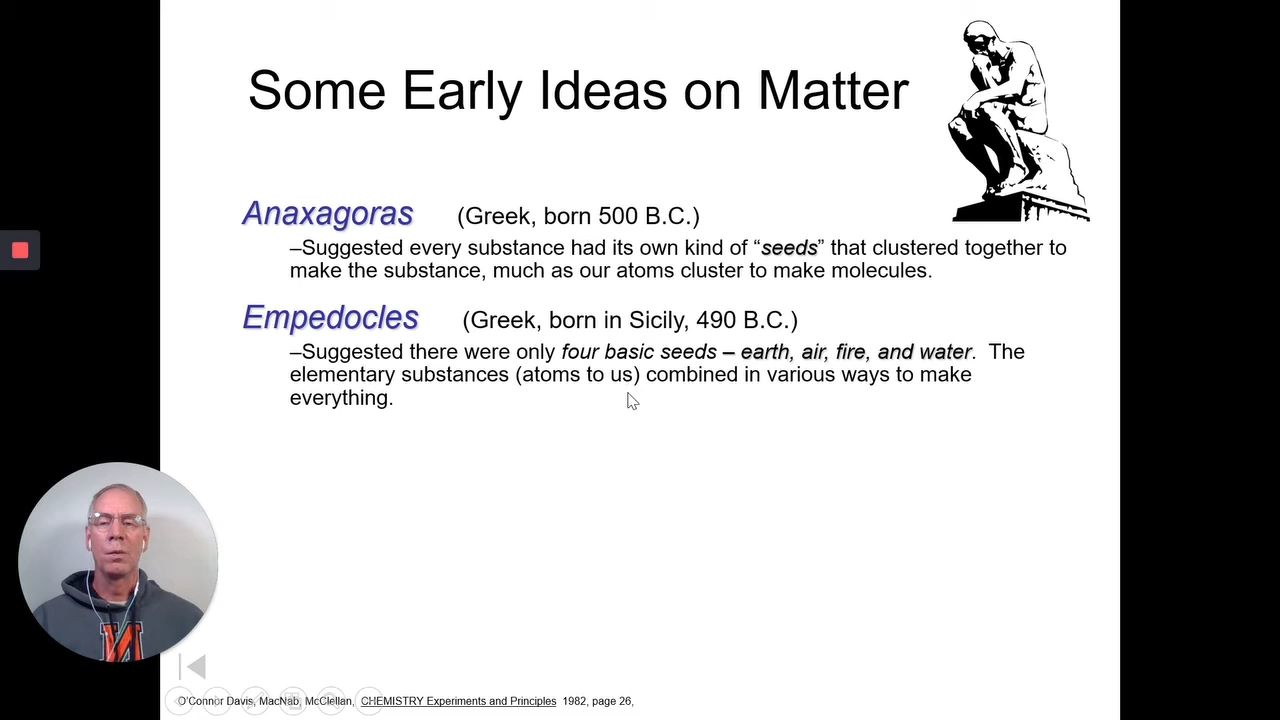 Some Early Ideas on Matter
Anaxagoras (Greek, born 500 B.C.)
–Suggested every substance had its own kind of “seeds” that clustered together to
make the substance, much as our atoms cluster to make molecules.
Empedocles (Greek, born in Sicily, 490 B.C.)
–Suggested there were only four basic seeds – earth, air, fire, and water. The
elementary substances (atoms to us) combined in various ways to make
everything.
N
O’Connor Davis, MacNab, McClellan, CHEMISTRY Experiments and Principles 1982, page 26,